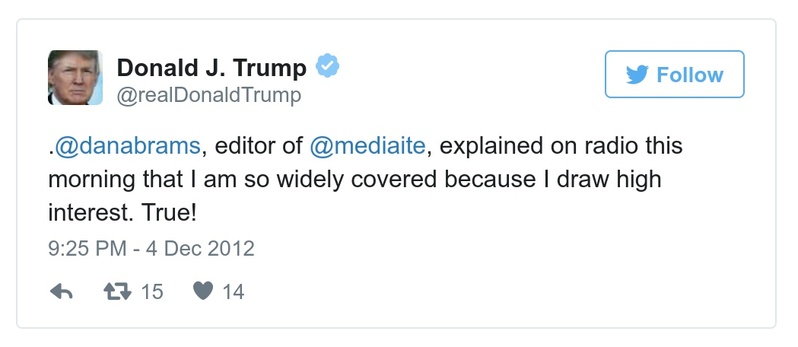 Donald J. Trump
@realDonaldTrump
Follow
.@danabrams, editor of @mediaite, explained on radio this
morning that I am so widely covered because I draw high
interest. True!
9:25 PM - 4 Dec 2012
15 14